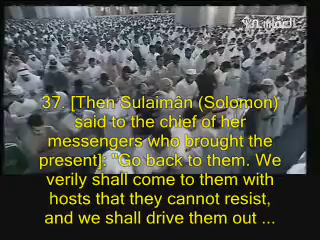 37. [Then Sulaimân (Solomon)
said to the chief of her
messengers who brought the
present]: "Go back to them. We
verily shall come to them with
hosts that they cannot resist,
and we shall drive them out ...